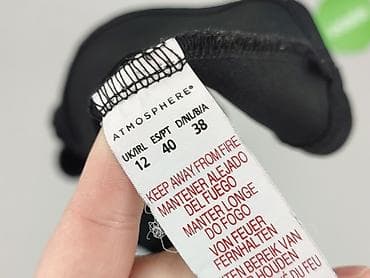 ATMOSPHERE®
UK/IRL ES/PT D/NL/B/A
12 40 38
KEEP AWAY FROM FIRE
MANTENER ALEJADO
DEL FUEGO
MANTER LONGE
DO FOGO
VON FEUER
FERNHALTEN